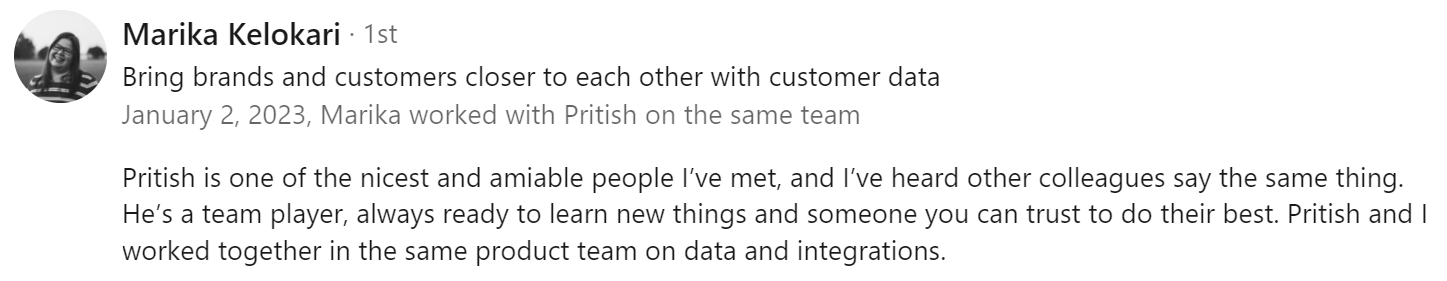 Marika Kelokari · 1st
Bring brands and customers closer to each other with customer data
January 2, 2023, Marika worked with Pritish on the same team
Pritish is one of the nicest and amiable people I’ve met, and I’ve heard other colleagues say the same thing.
He’s a team player, always ready to learn new things and someone you can trust to do their best. Pritish and I
worked together in the same product team on data and integrations.